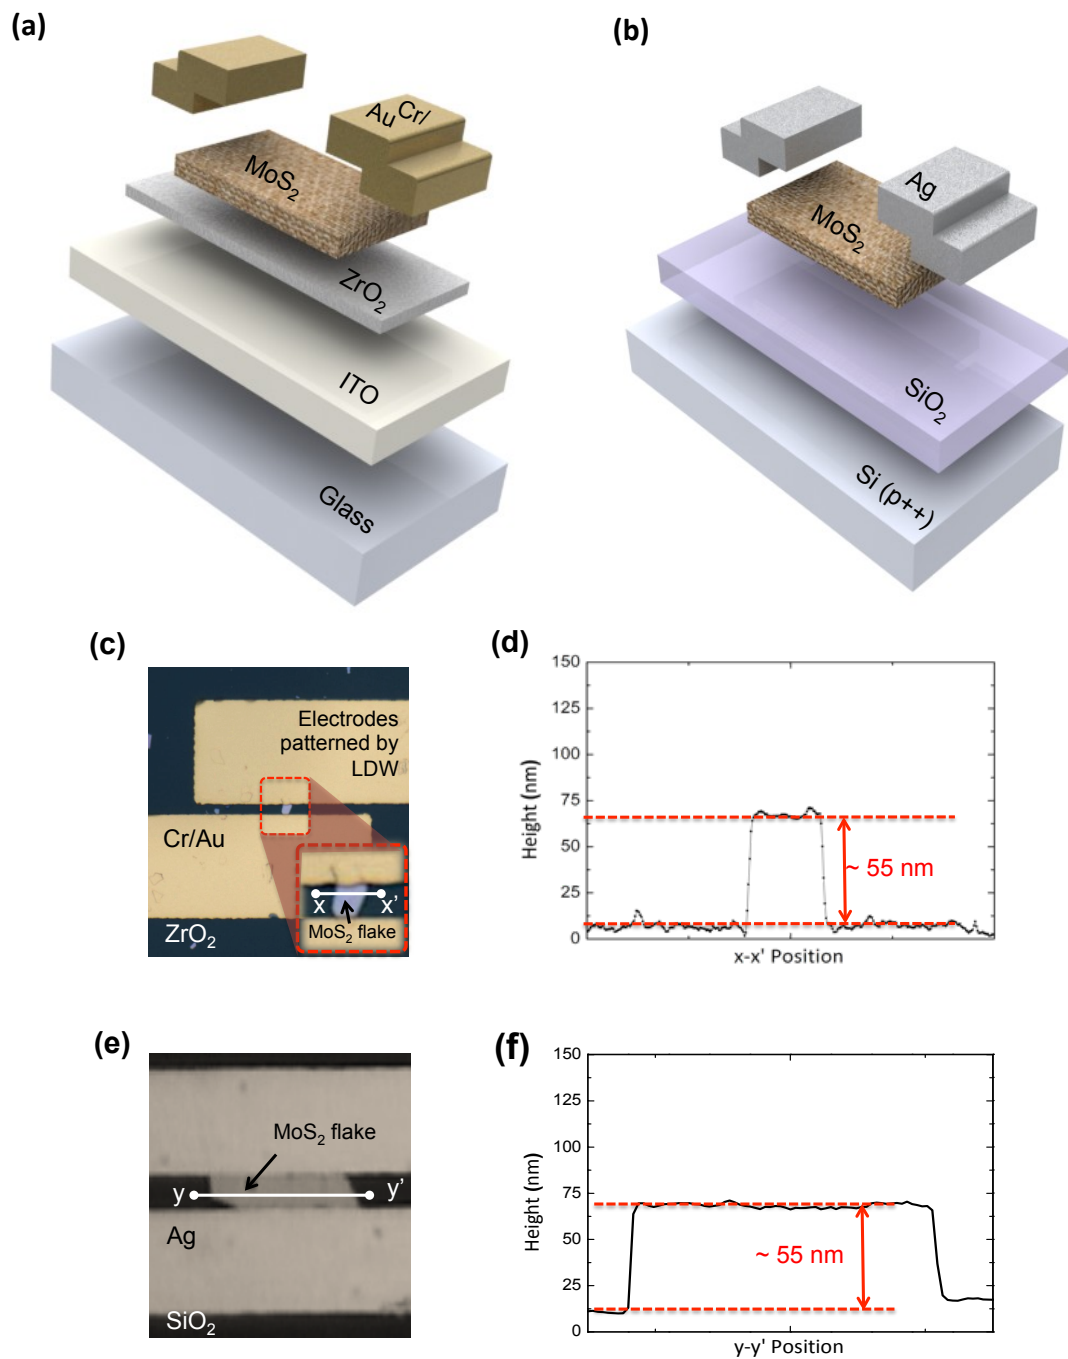 (a)
Au Cr/
MoS₂
ZrO₂
ITO
Glass
(b)
Ag
MoS₂
SiO₂
Si (p++)
(c)
Electrodes
patterned by
LDW
Cr/Au
x x'
MoS₂ flake
ZrO₂
(d)
150
125
100
75
50
25
0
Height (nm)
~ 55 nm
x-x' Position
(e)
MoS₂ flake
y y'
Ag
SiO₂
(f)
150
125
100
75
50
25
0
Height (nm)
~ 55 nm
y-y' Position